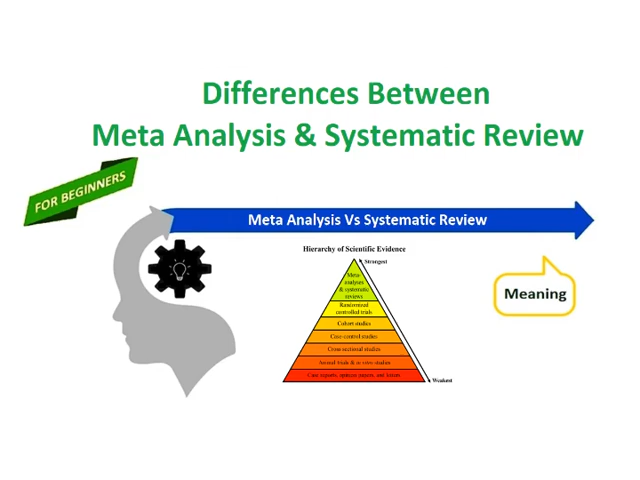 Differences Between
Meta Analysis & Systematic Review
FOR BEGINNERS
Meta Analysis Vs Systematic Review
Hierarchy of Scientific Evidence
Strongest
Meta-
analyses
& systematic
reviews
Randomized
controlled trials
Cohort studies
Case-control studies
Cross-sectional studies
Animal trials & in vitro studies
Case reports, opinion papers, and letters
Weakest
Meaning